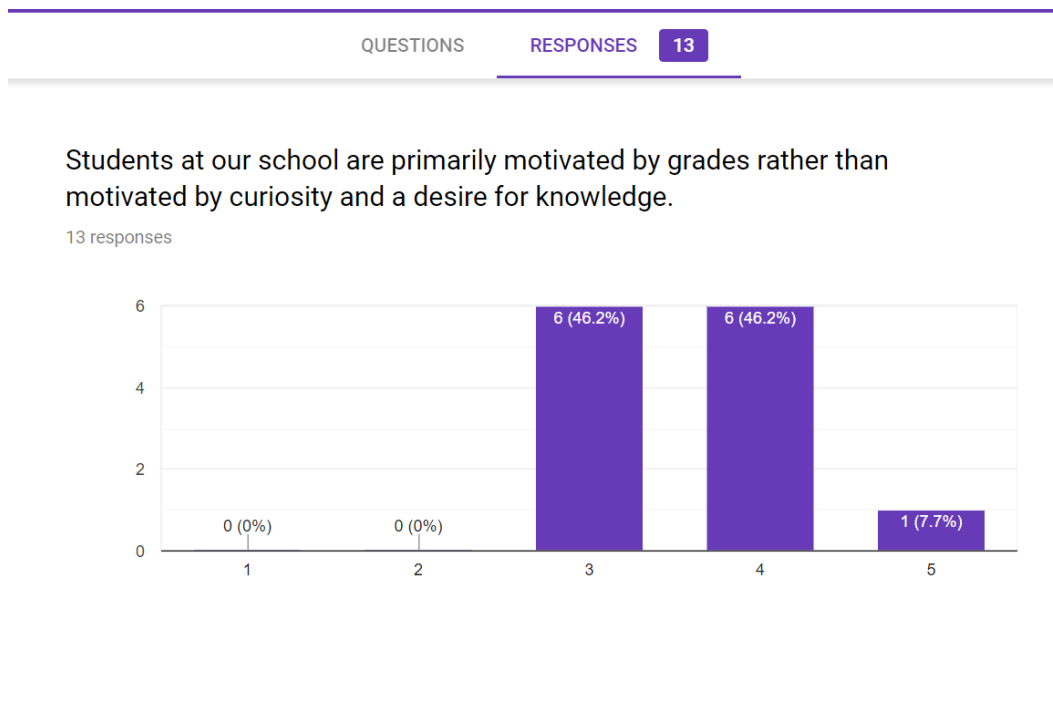 QUESTIONS RESPONSES 13
Students at our school are primarily motivated by grades rather than
motivated by curiosity and a desire for knowledge.
13 responses
6
4
2
0
0 (0%) 0 (0%) 6 (46.2%) 6 (46.2%) 1 (7.7%)
1 2 3 4 5